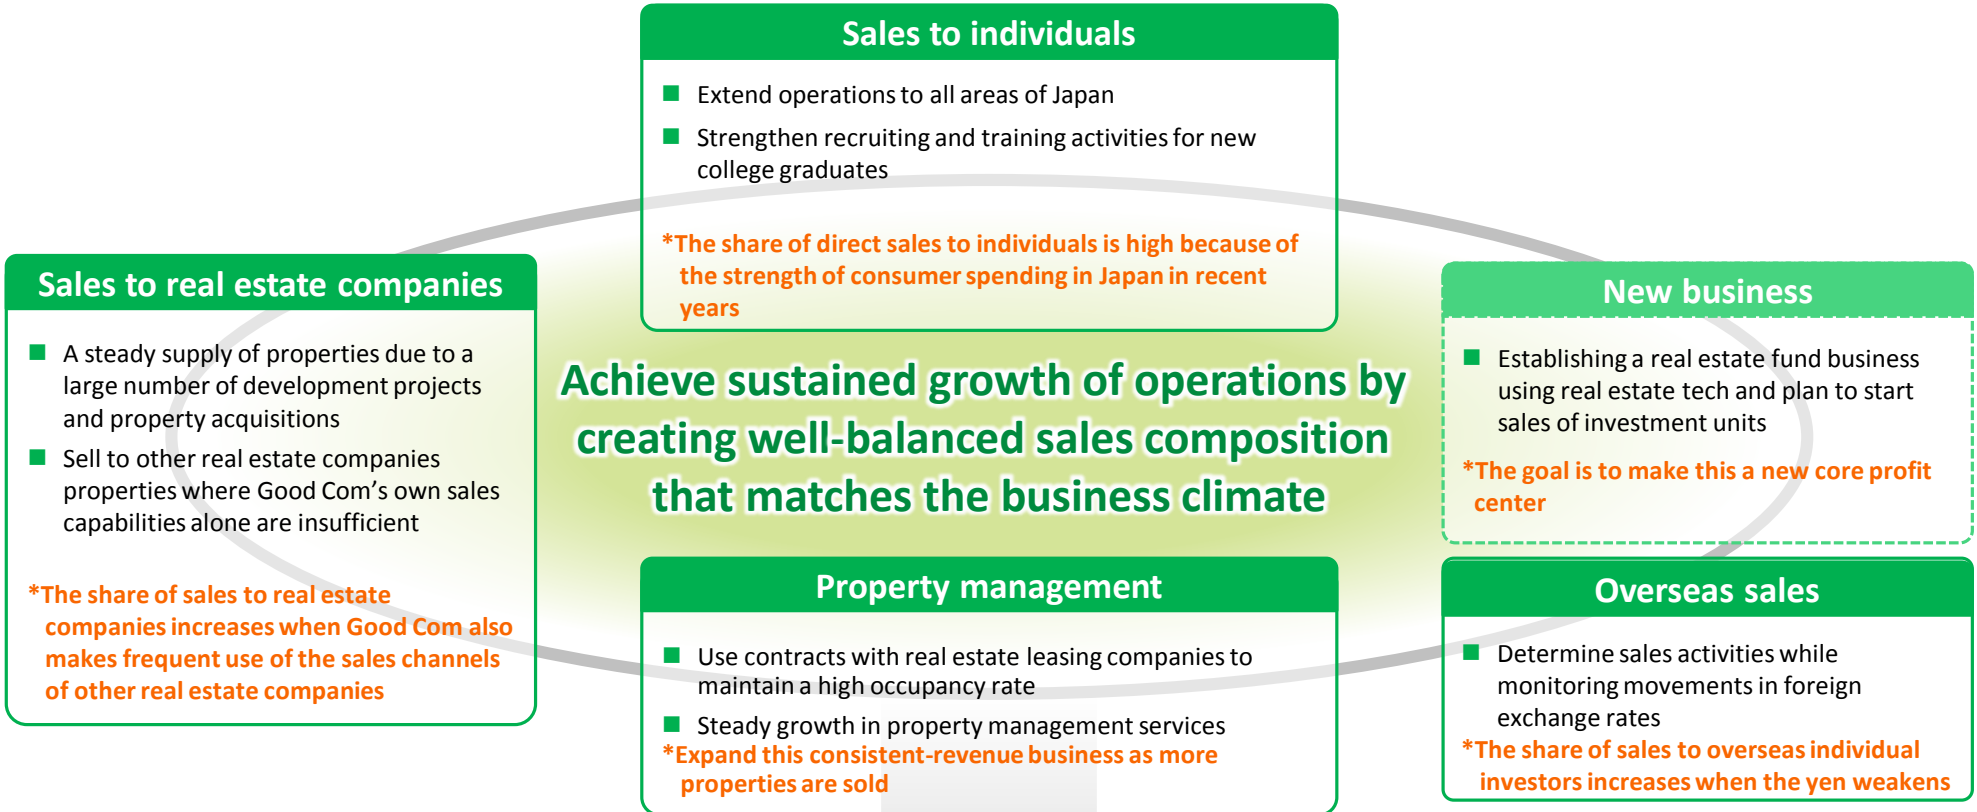 Sales to individuals
Extend operations to all areas of Japan
Strengthen recruiting and training activities for new
college graduates
*The share of direct sales to individuals is high because of
the strength of consumer spending in Japan in recent
years
Sales to real estate companies
A steady supply of properties due to a
large number of development projects
and property acquisitions
Sell to other real estate companies
properties where Good Com’s own sales
capabilities alone are insufficient
*The share of sales to real estate
companies increases when Good Com also
makes frequent use of the sales channels
of other real estate companies
Achieve sustained growth of operations by
creating well-balanced sales composition
that matches the business climate
New business
Establishing a real estate fund business
using real estate tech and plan to start
sales of investment units
*The goal is to make this a new core profit
center
Property management
Use contracts with real estate leasing companies to
maintain a high occupancy rate
Steady growth in property management services
*Expand this consistent-revenue business as more
properties are sold
Overseas sales
Determine sales activities while
monitoring movements in foreign
exchange rates
*The share of sales to overseas individual
investors increases when the yen weakens